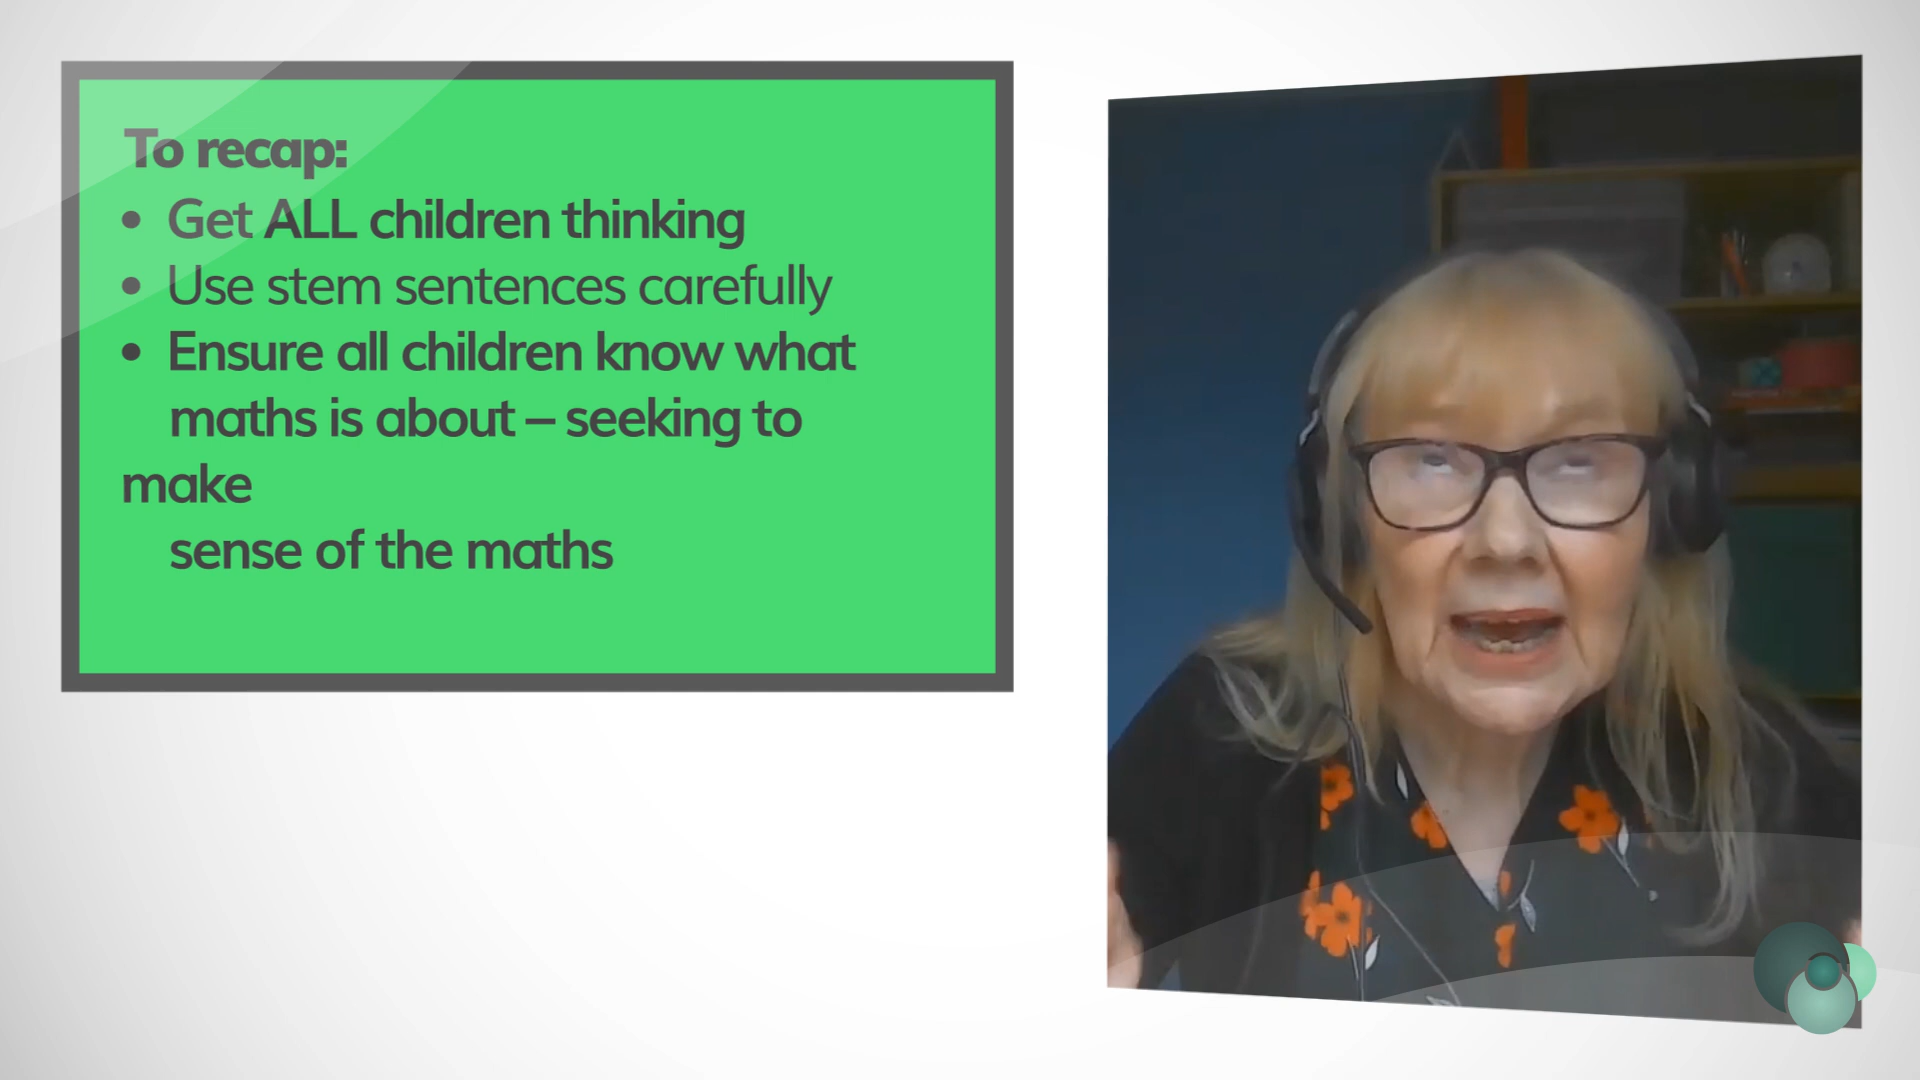 To recap:
• Get ALL children thinking
• Use stem sentences carefully
• Ensure all children know what
maths is about – seeking to
make
sense of the maths